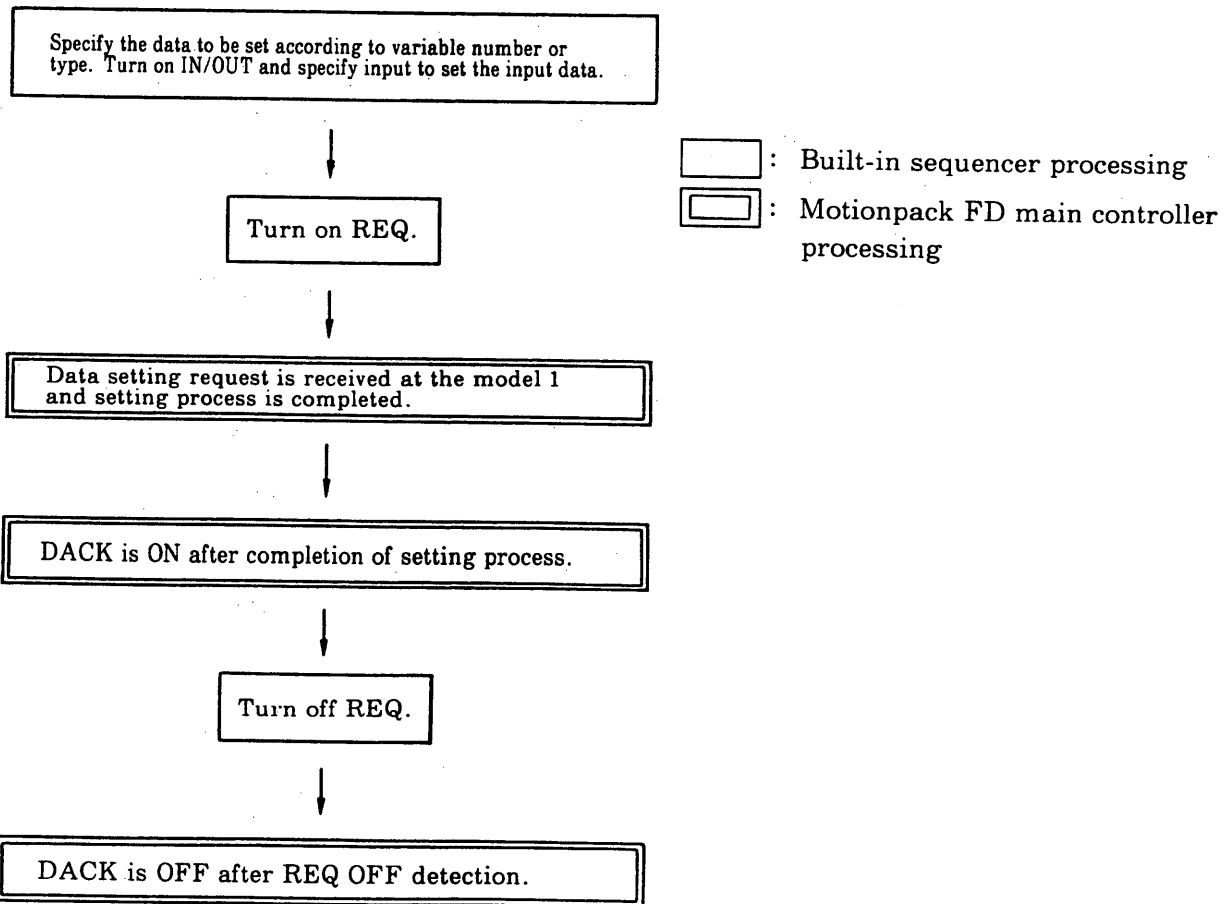 Specify the data to be set according to variable number or
type. Turn on IN/OUT and specify input to set the input data.
Turn on REQ.
Data setting request is received at the model 1
and setting process is completed.
DACK is ON after completion of setting process.
Turn off REQ.
DACK is OFF after REQ OFF detection.
: Built-in sequencer processing
: Motionpack FD main controller
processing